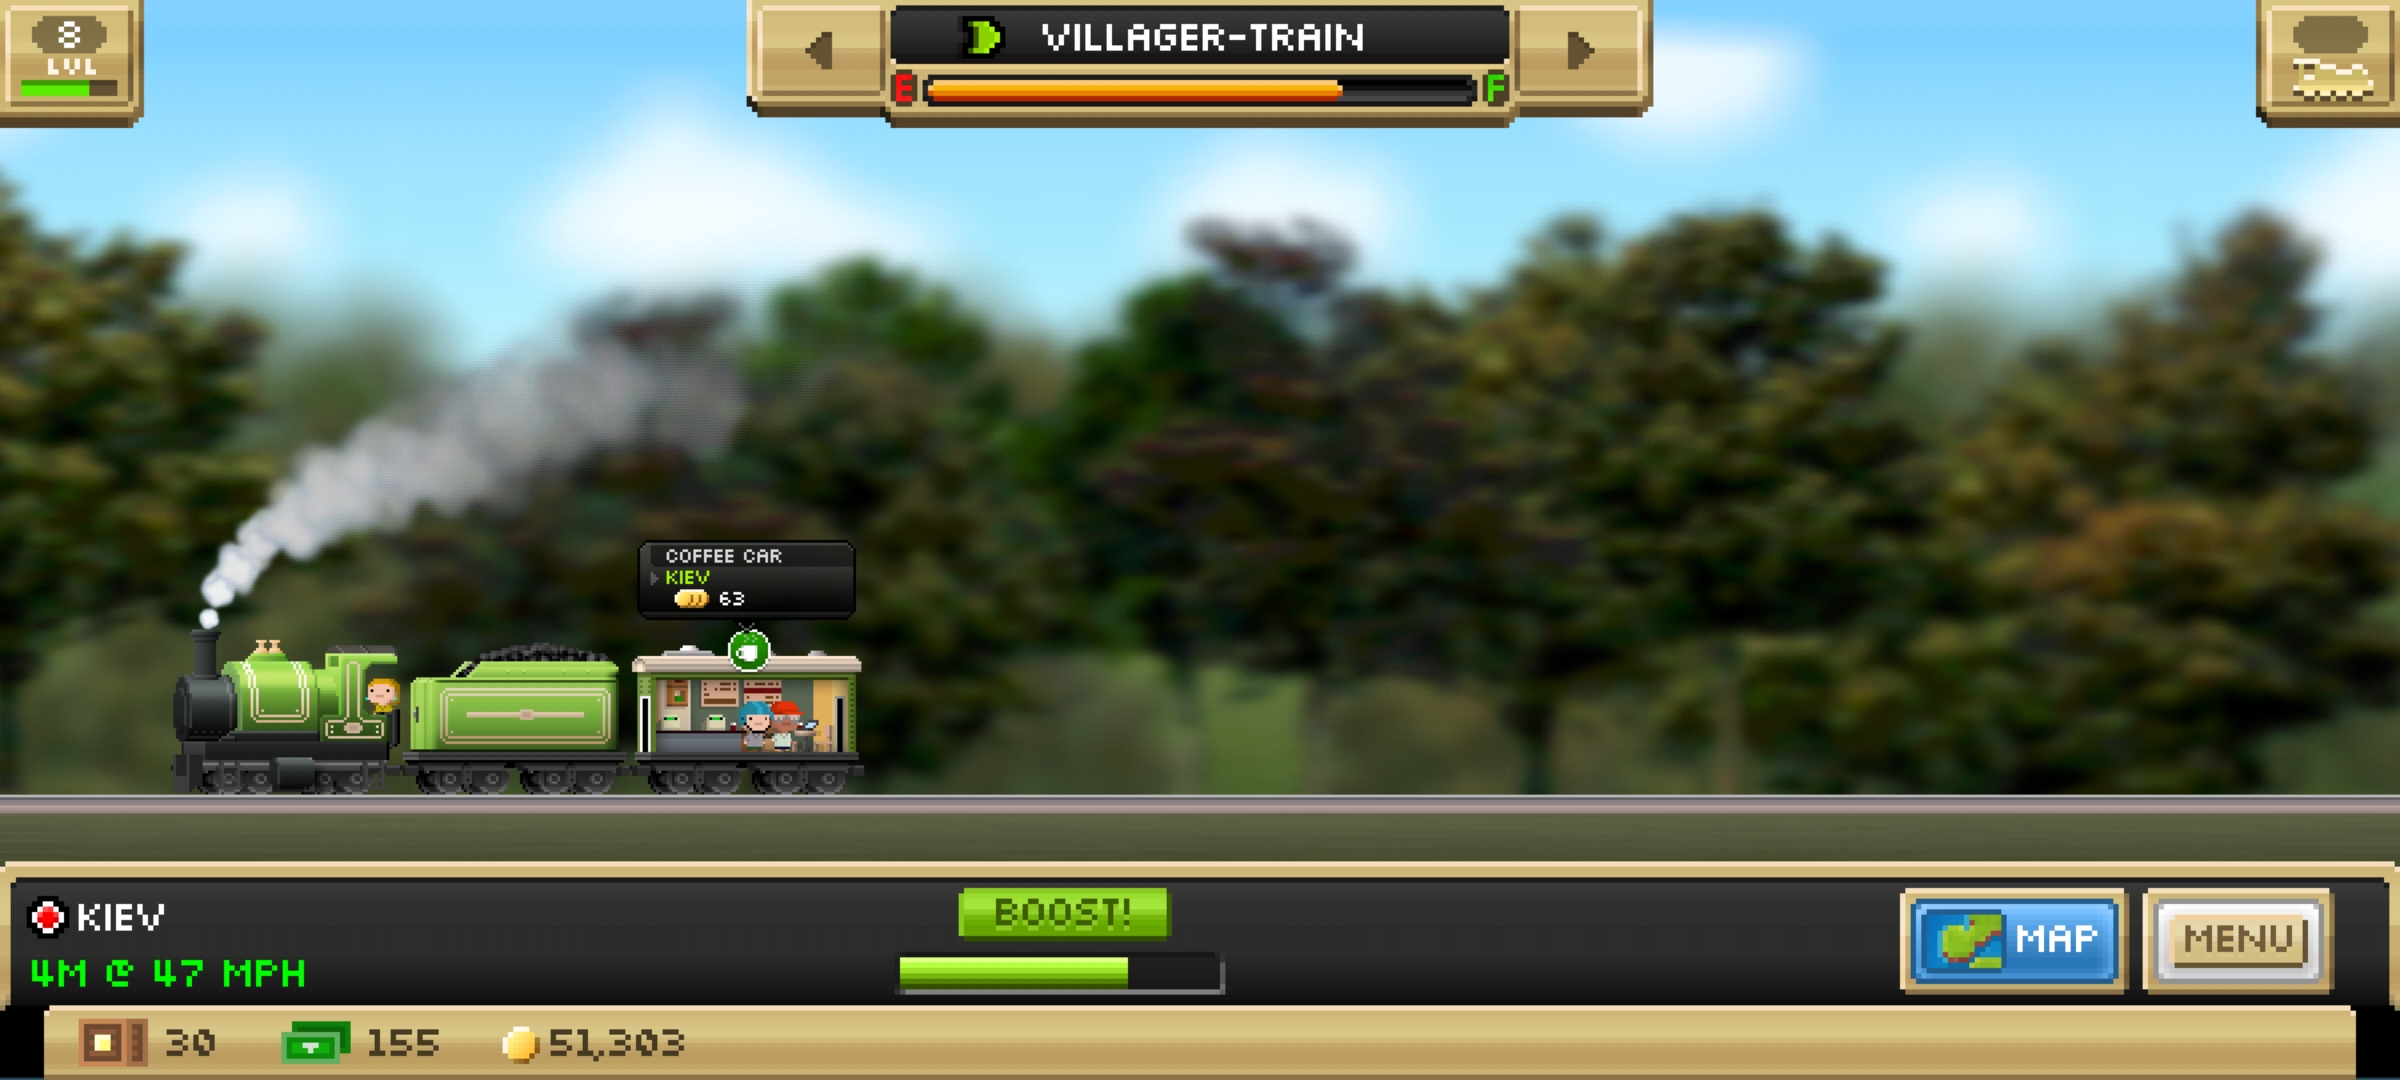 8
LVL
VILLAGER-TRAIN
E F
COFFEE CAR
KIEV
63
KIEV
4M @ 47 MPH
BOOST!
MAP
MENU
30
155
51,303